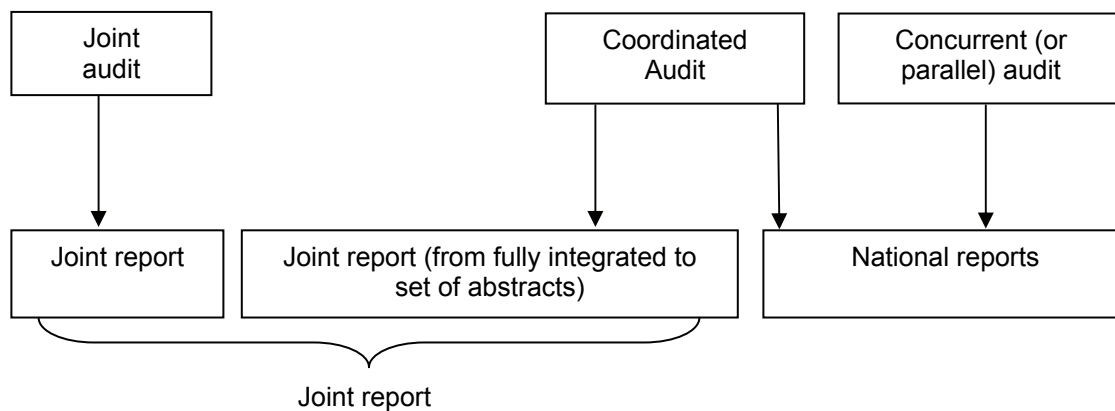 Joint
audit
Coordinated
Audit
Concurrent (or
parallel) audit
Joint report
Joint report (from fully integrated to
set of abstracts)
National reports
Joint report